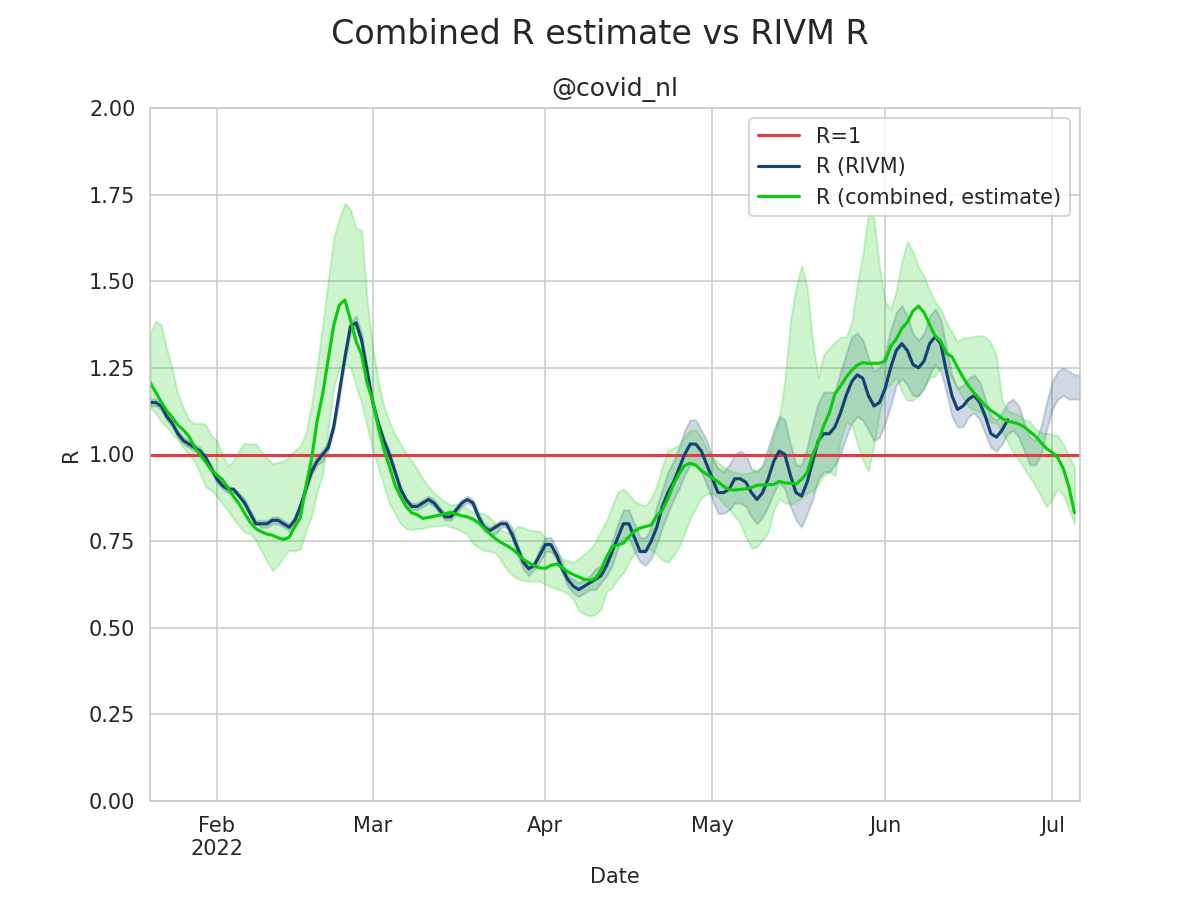 Combined R estimate vs RIVM R
@covid_nl
R=1
R (RIVM)
R (combined, estimate)
2.00
1.75
1.50
1.25
1.00
0.75
0.50
0.25
0.00
R
Feb
2022
Mar
Apr
May
Jun
Jul
Date